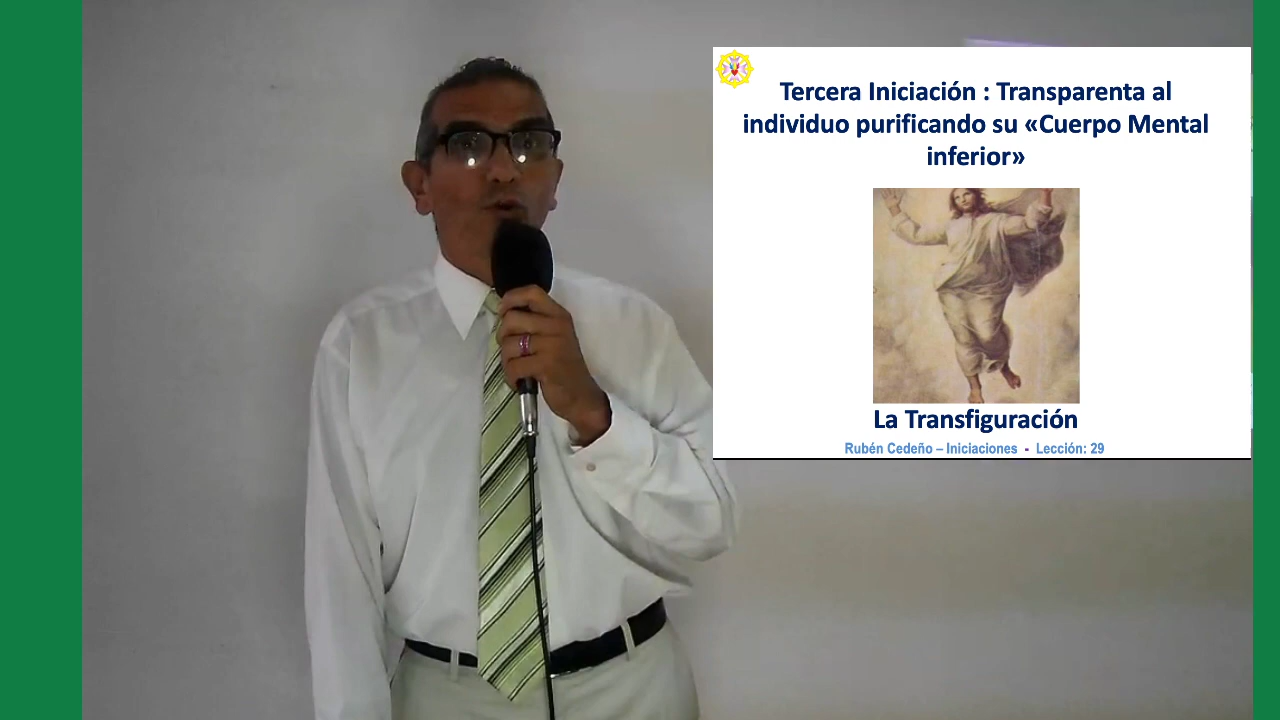 Tercera Iniciación : Transparenta al
individuo purificando su «Cuerpo Mental
inferior»
La Transfiguración
Rubén Cedeño – Iniciaciones - Lección: 29